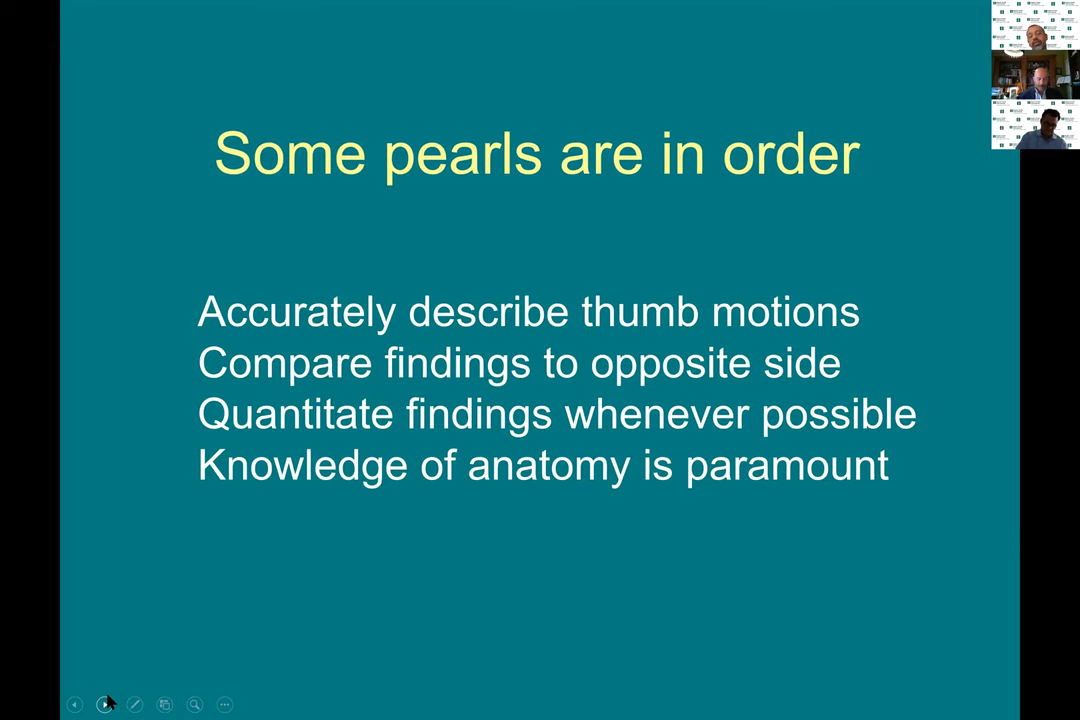 Some pearls are in order
Accurately describe thumb motions
Compare findings to opposite side
Quantitate findings whenever possible
Knowledge of anatomy is paramount